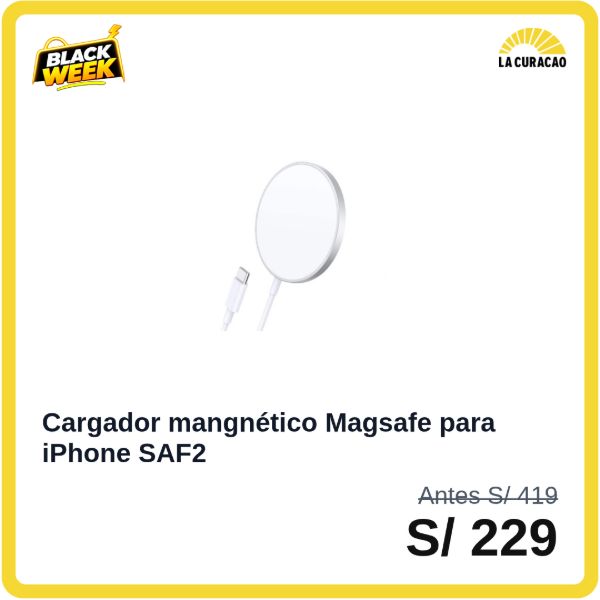 BLACK
WEEK
LA CURACAO
Cargador mangnético Magsafe para
iPhone SAF2
Antes S/ 419
S/ 229